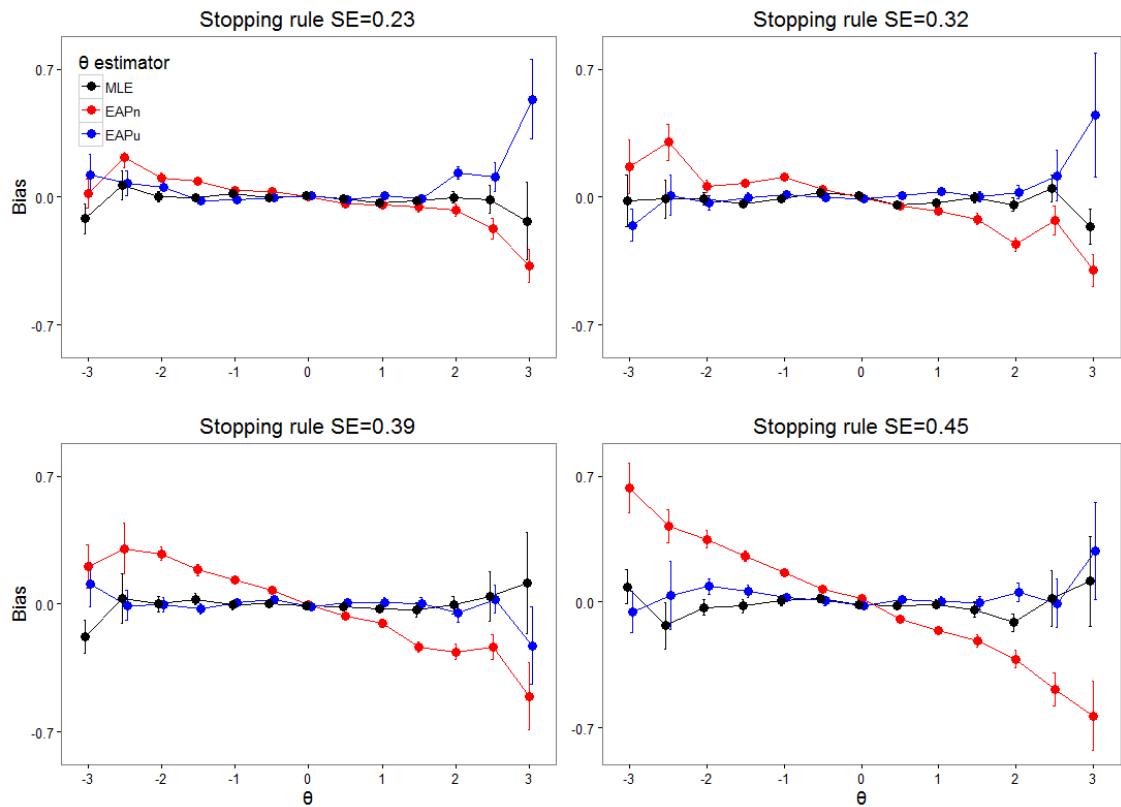 Stopping rule SE=0.23
Stopping rule SE=0.32
θ estimator
MLE
EAPn
EAPu
Bias
0.7
0.0
-0.7
-3 -2 -1 0 1 2 3
Bias
0.7
0.0
-0.7
-3 -2 -1 0 1 2 3
Stopping rule SE=0.39
Stopping rule SE=0.45
Bias
0.7
0.0
-0.7
-3 -2 -1 0 1 2 3
θ
Bias
0.7
0.0
-0.7
-3 -2 -1 0 1 2 3
θ